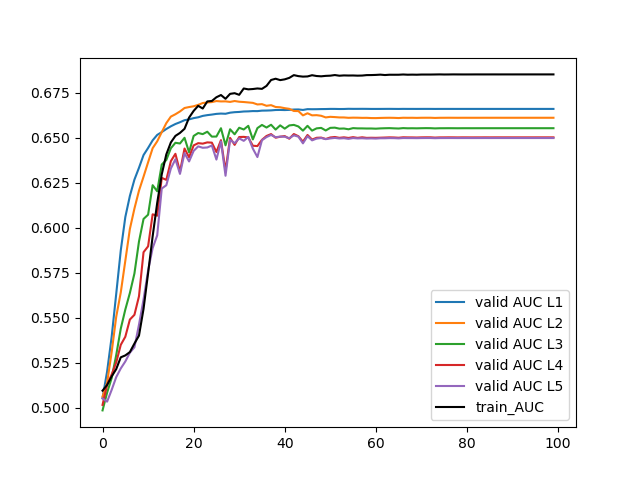 0.675
0.650
0.625
0.600
0.575
0.550
0.525
0.500
0 20 40 60 80 100
valid AUC L1
valid AUC L2
valid AUC L3
valid AUC L4
valid AUC L5
train_AUC